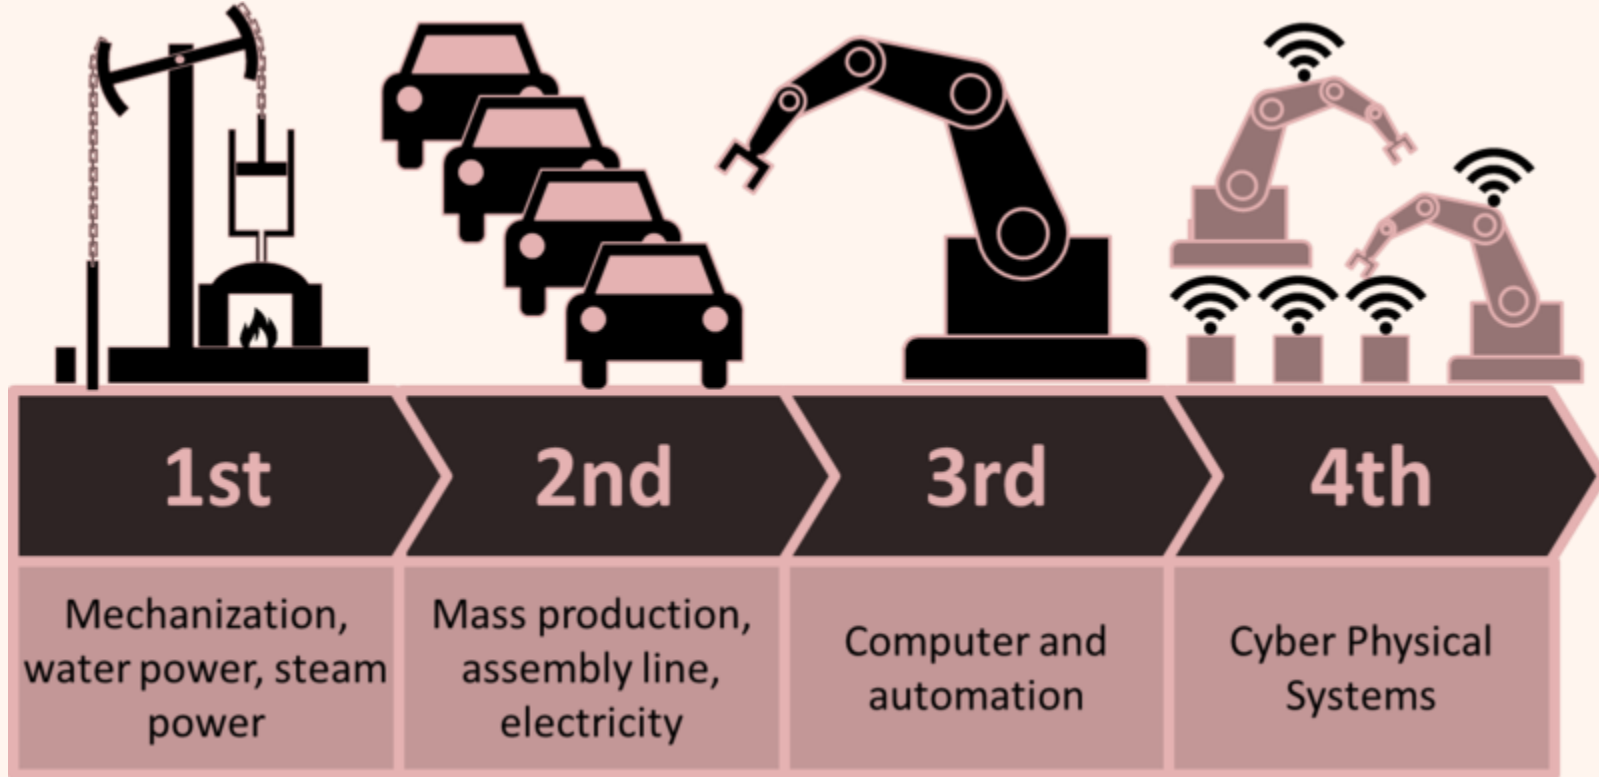 1st
2nd
3rd
4th
Mechanization,
water power, steam
power
Mass production,
assembly line,
electricity
Computer and
automation
Cyber Physical
Systems